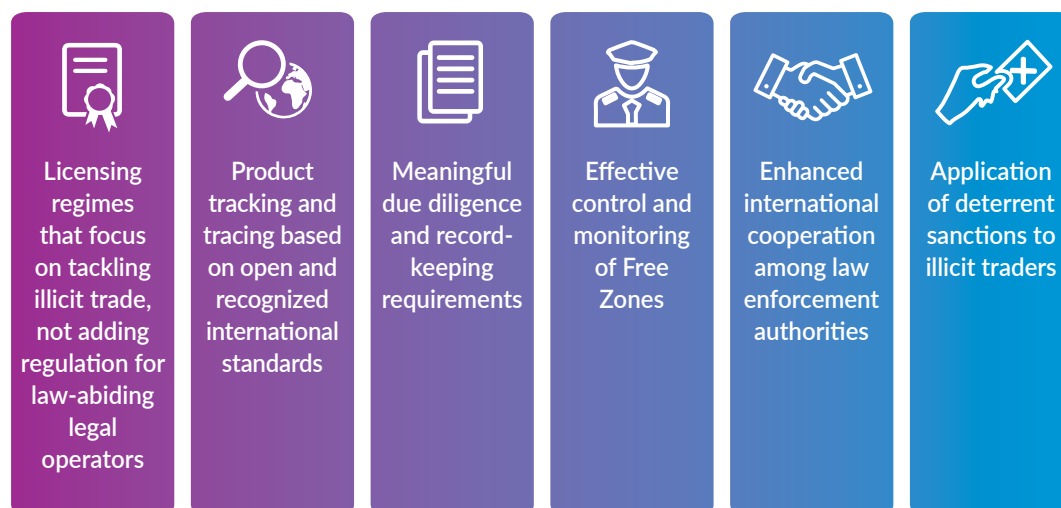 Licensing
regimes
that focus
on tackling
illicit trade,
not adding
regulation for
law-abiding
legal
operators
Product
tracking and
tracing based
on open and
recognized
international
standards
Meaningful
due diligence
and record-
keeping
requirements
Effective
control and
monitoring
of Free
Zones
Enhanced
international
cooperation
among law
enforcement
authorities
Application
of deterrent
sanctions to
illicit traders